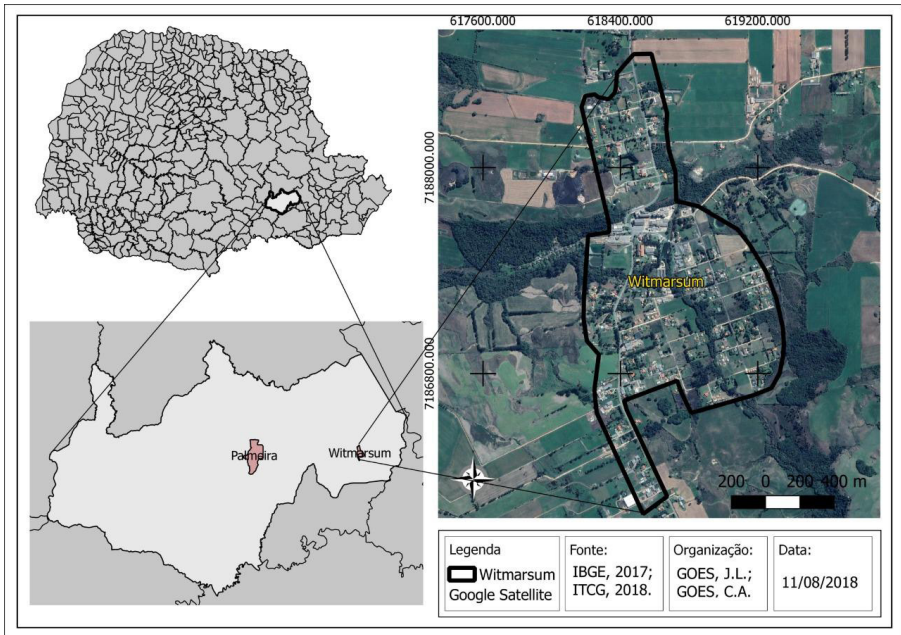 617600.000 618400.000 619200.000
7188000.000
7186800.000
Witmarsum
Palmeira
Witmarsum
200 0 200 400 m
Legenda
Witmarsum
Google Satellite
Fonte:
IBGE, 2017;
ITCG, 2018.
Organização:
GOES, J.L.;
GOES, C.A.
Data:
11/08/2018